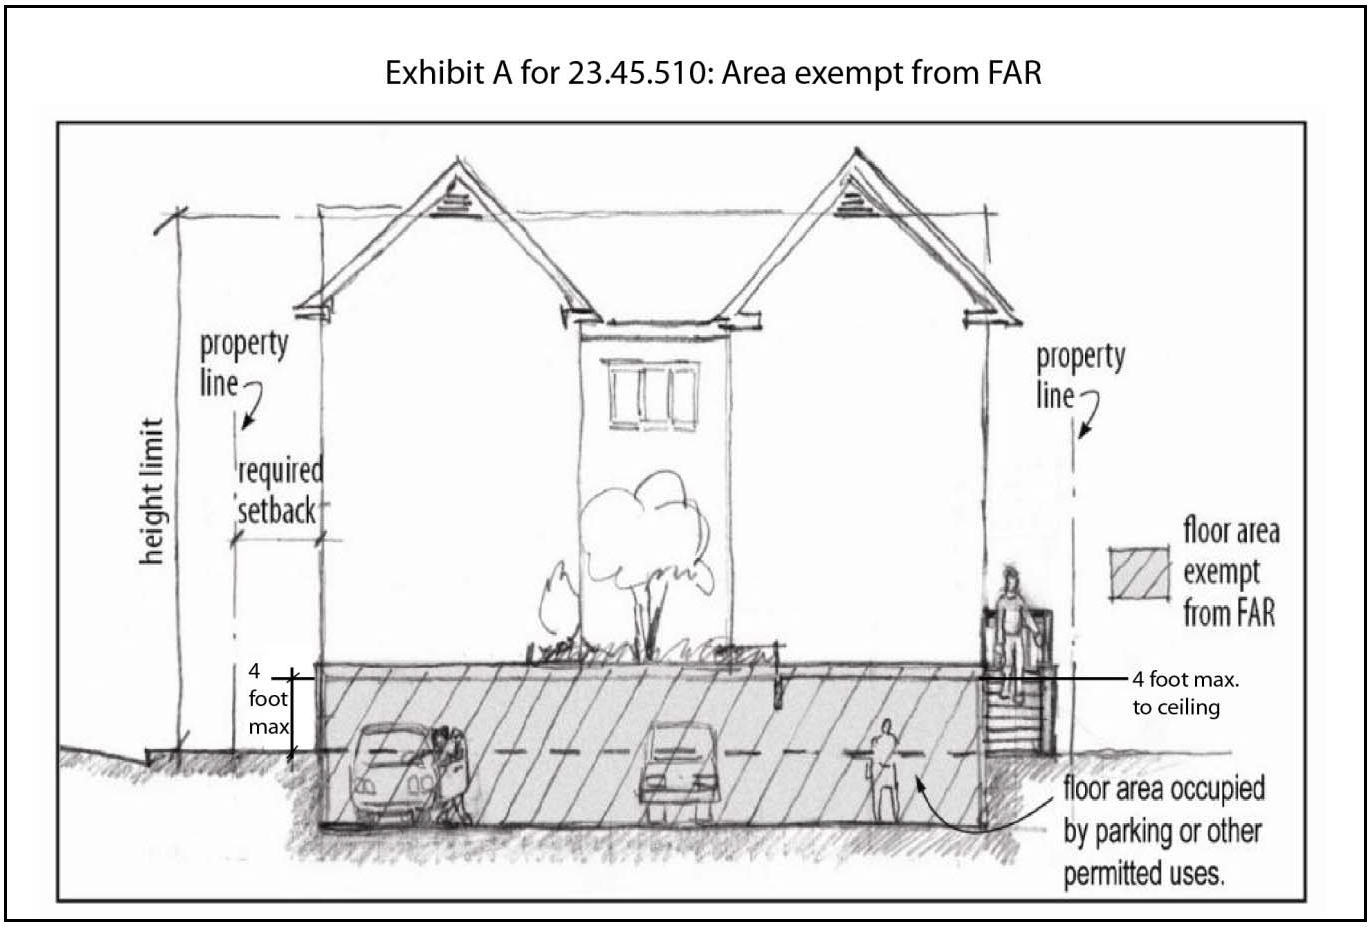 Exhibit A for 23.45.510: Area exempt from FAR
property
line
required
setback
height limit
4
foot
max
property
line
floor area
exempt
from FAR
4 foot max.
to ceiling
floor area occupied
by parking or other
permitted uses.